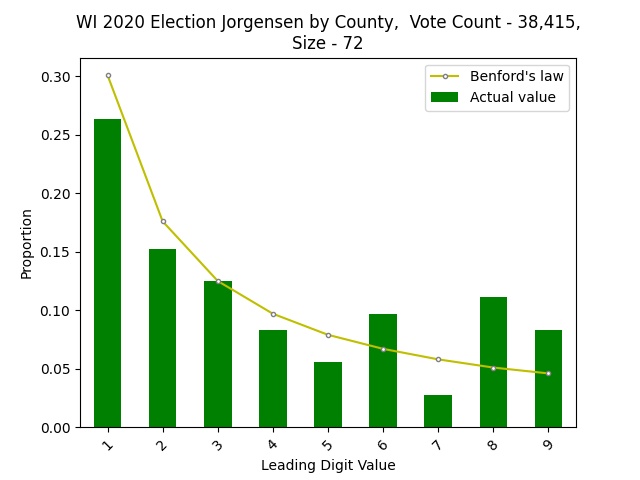 WI 2020 Election Jorgensen by County,  Vote Count - 38,415,
Size - 72
Benford's law
Actual value
0.30
0.25
0.20
0.15
0.10
0.05
0.00
Proportion
1 2 3 4 5 6 7 8 9
Leading Digit Value